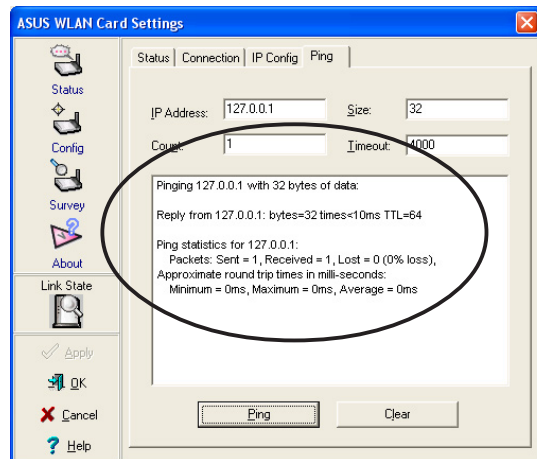 ASUS WLAN Card Settings
Status
Config
Survey
About
Link State
Apply
OK
Cancel
Help
Status Connection IP Config Ping
IP Address: 127.0.0.1 Size: 32
Count: 1 Timeout: 4000
Pinging 127.0.0.1 with 32 bytes of data:
Reply from 127.0.0.1: bytes=32 times<10ms TTL=64
Ping statistics for 127.0.0.1:
Packets: Sent = 1, Received = 1, Lost = 0 (0% loss),
Approximate round trip times in milli-seconds:
Minimum = 0ms, Maximum = 0ms, Average = 0ms
Ping Clear